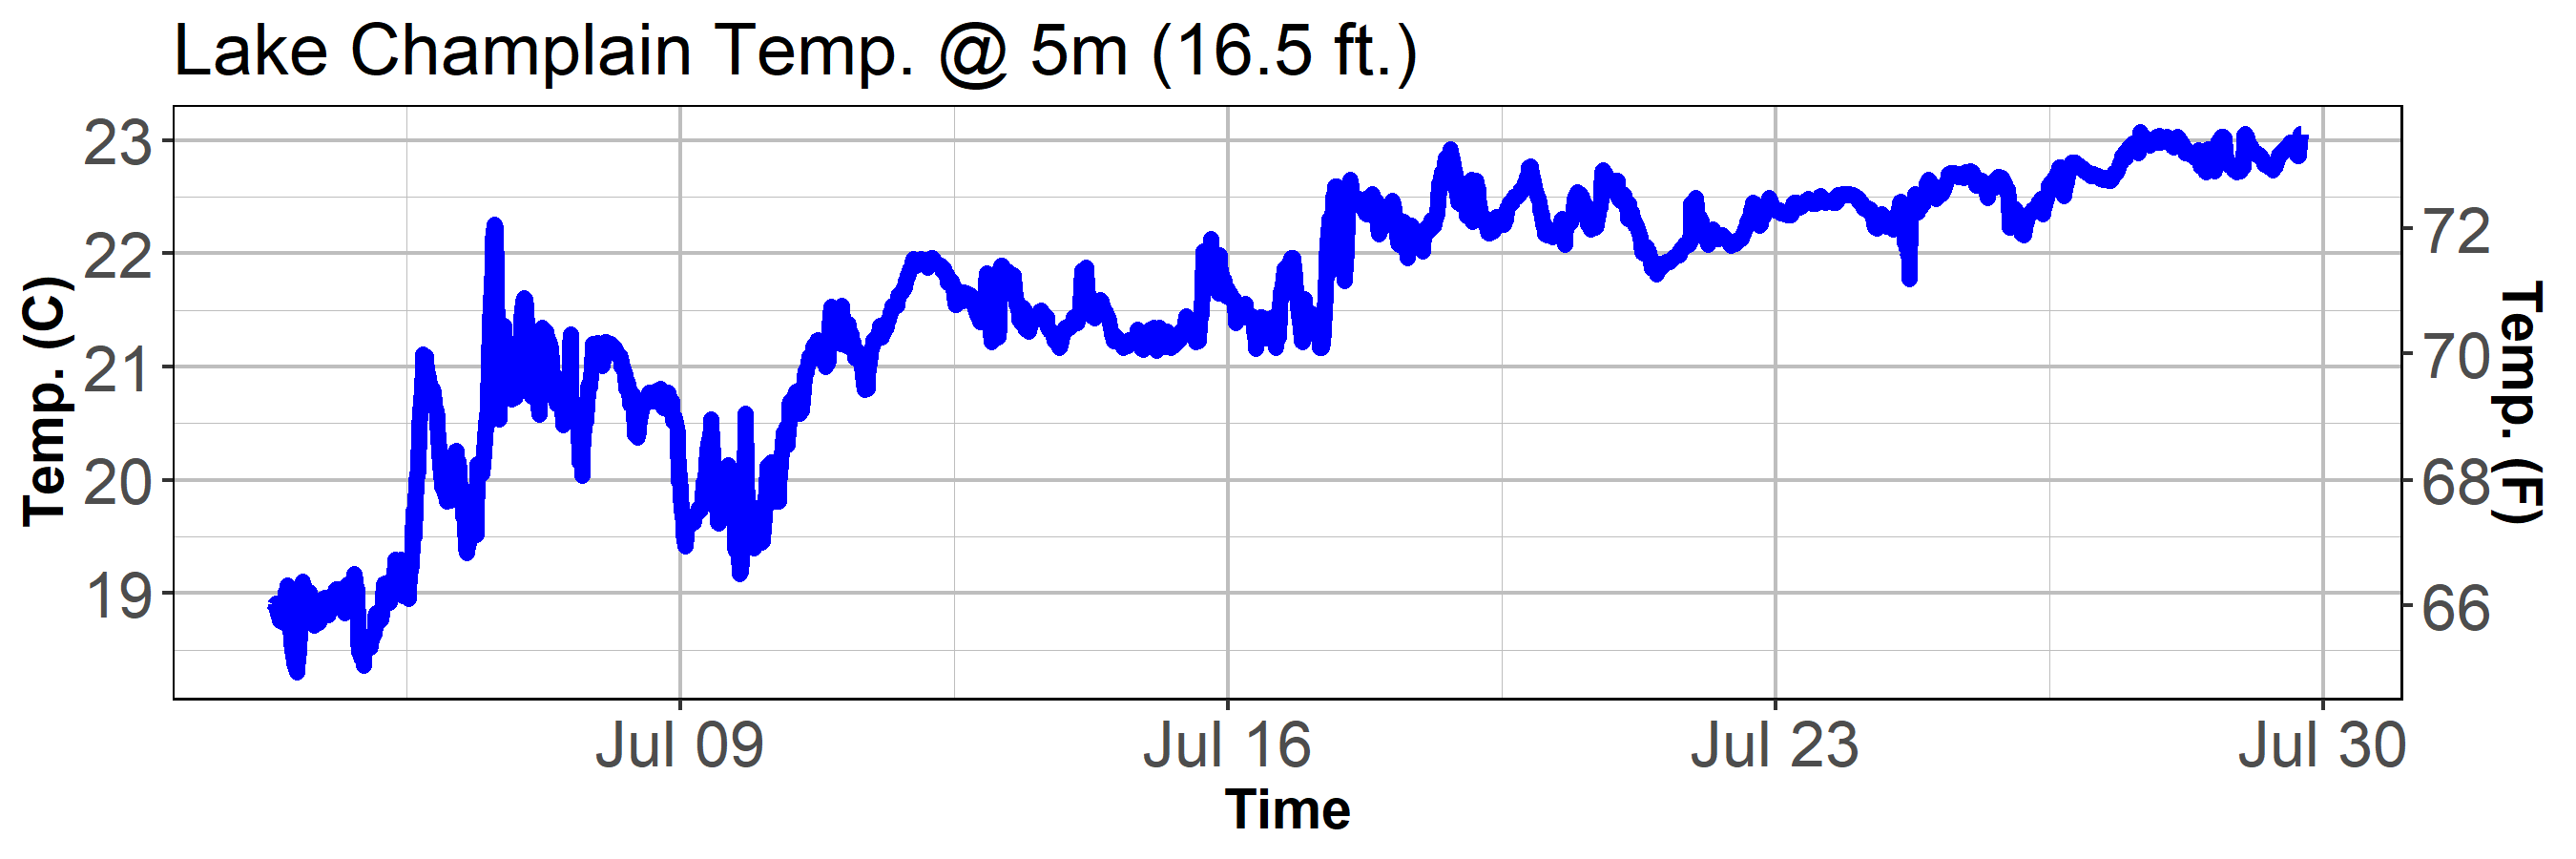 Lake Champlain Temp. @ 5m (16.5 ft.)
Temp. (C)
23
22
21
20
19
72
70
68
66
Temp. (F)
Jul 09
Jul 16
Jul 23
Jul 30
Time